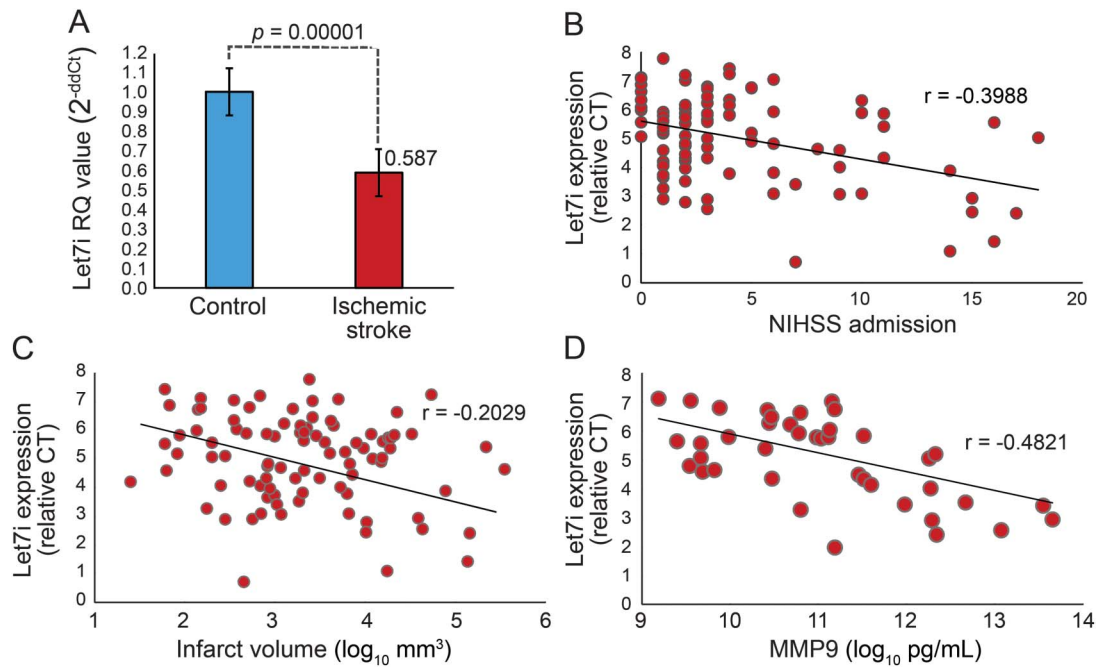 A
p = 0.00001
Let7i RQ value (2^-ddCt)
1.2
1.1
1.0
0.9
0.8
0.7
0.6
0.5
0.4
0.3
0.2
0.1
0.0
0.587
Control
Ischemic
stroke
B
Let7i expression
(relative CT)
8
7
6
5
4
3
2
1
0
r = -0.3988
0 5 10 15 20
NIHSS admission
C
Let7i expression
(relative CT)
8
7
6
5
4
3
2
1
0
r = -0.2029
1 2 3 4 5 6
Infarct volume (log₁₀ mm³)
D
Let7i expression
(relative CT)
8
7
6
5
4
3
2
1
0
r = -0.4821
9 10 11 12 13 14
MMP9 (log₁₀ pg/mL)